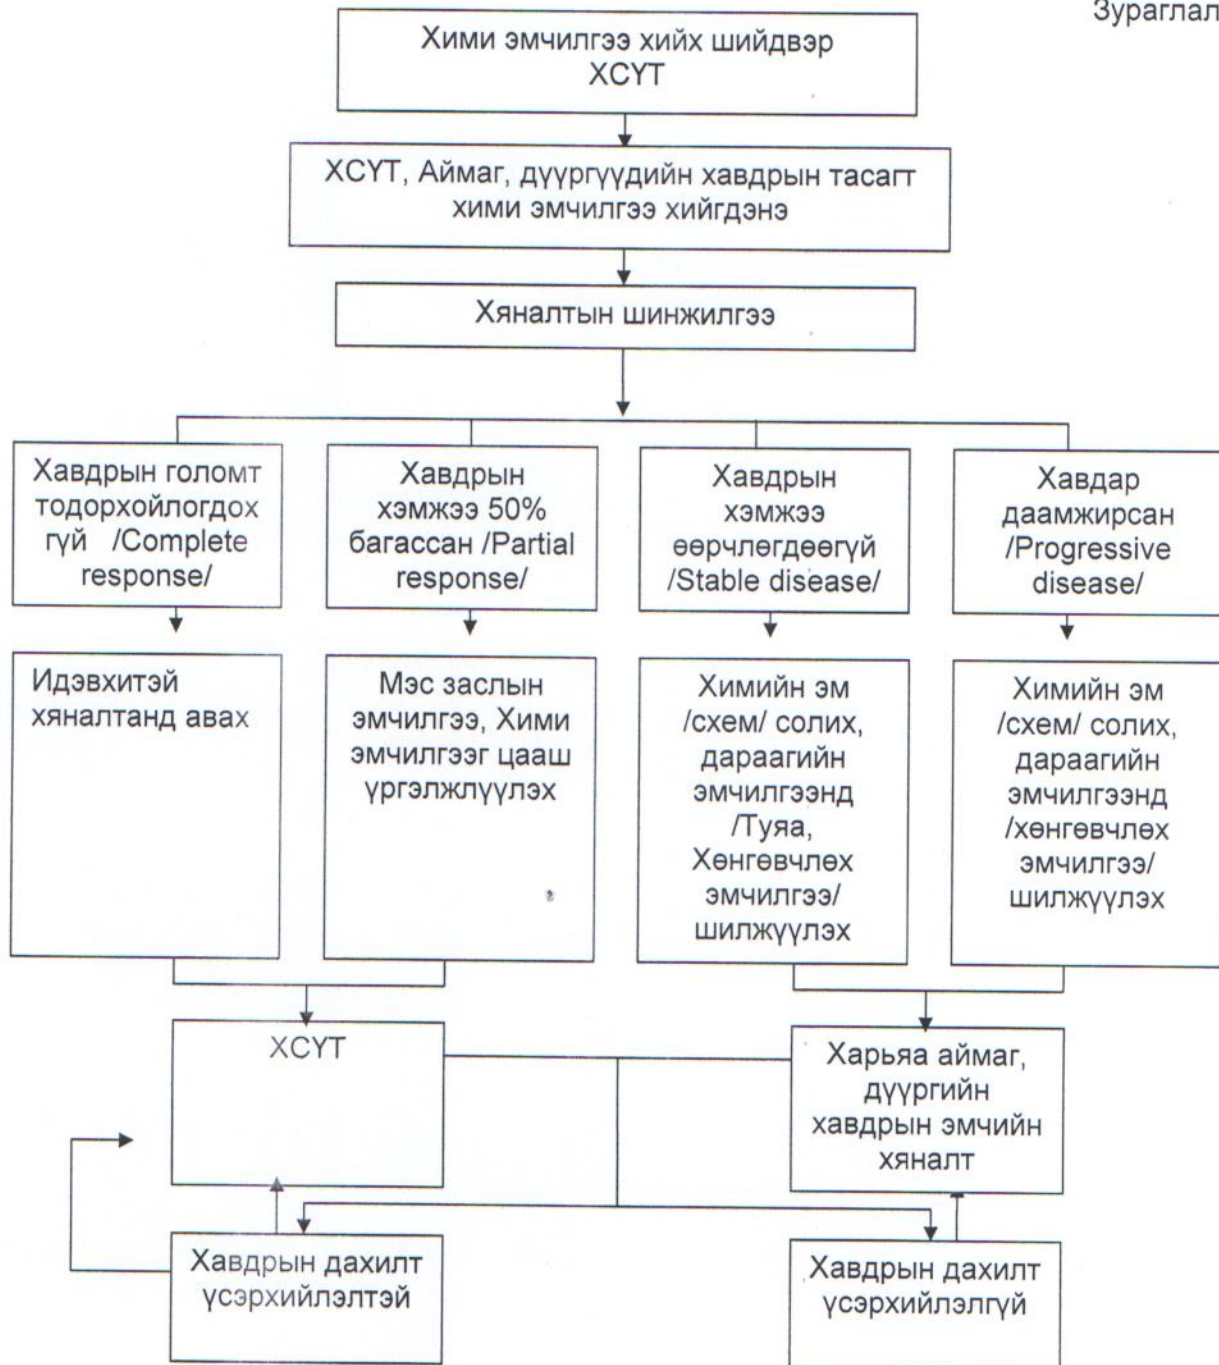 Зураглал
Хими эмчилгээ хийх шийдвэр
ХСҮТ
ХСҮТ, Аймаг, дүүргүүдийн хавдрын тасагт
хими эмчилгээ хийгдэнэ
Хяналтын шинжилгээ
Хавдрын голомт
тодорхойлогдох
гүй /Complete
response/
Хавдрын
хэмжээ 50%
багассан /Partial
response/
Хавдрын
хэмжээ
өөрчлөгдөөгүй
/Stable disease/
Хавдар
даамжирсан
/Progressive
disease/
Идэвхитэй
хяналтанд авах
Мэс заслын
эмчилгээ, Хими
эмчилгээг цааш
үргэлжлүүлэх
Химийн эм
/схем/ солих,
дараагийн
эмчилгээнд
/Туяа,
Хөнгөвчлөх
эмчилгээ/
шилжүүлэх
Химийн эм
/схем/ солих,
дараагийн
эмчилгээнд
/хөнгөвчлөх
эмчилгээ/
шилжүүлэх
ХСҮТ
Харьяа аймаг,
дүүргийн
хавдрын эмчийн
хяналт
Хавдрын дахилт
үсэрхийлэлтэй
Хавдрын дахилт
үсэрхийлэлгүй